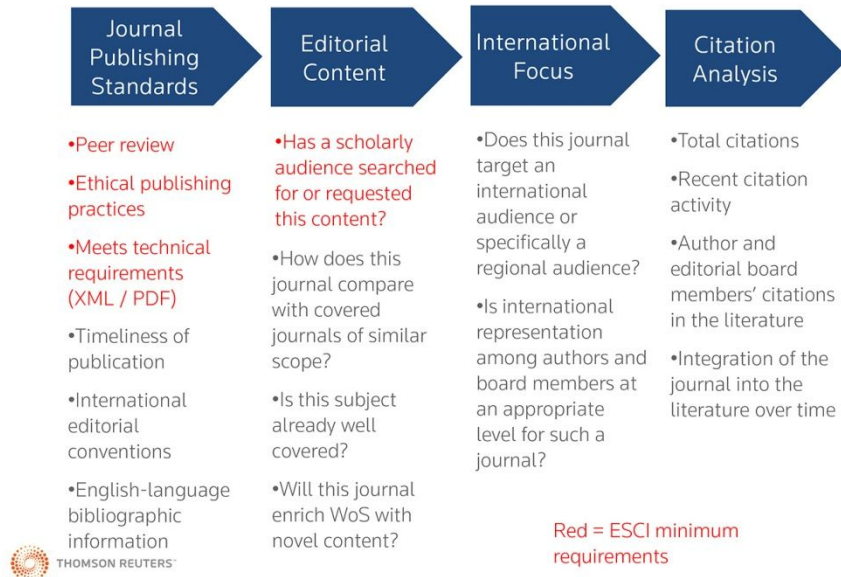 Journal
Publishing
Standards
•Peer review
•Ethical publishing
practices
•Meets technical
requirements
(XML / PDF)
•Timeliness of
publication
•International
editorial
conventions
•English-language
bibliographic
information
Editorial
Content
•Has a scholarly
audience searched
for or requested
this content?
•How does this
journal compare
with covered
journals of similar
scope?
•Is this subject
already well
covered?
•Will this journal
enrich WoS with
novel content?
International
Focus
•Does this journal
target an
international
audience or
specifically a
regional audience?
•Is international
representation
among authors and
board members at
an appropriate
level for such a
journal?
Citation
Analysis
•Total citations
•Recent citation
activity
•Author and
editorial board
members’ citations
in the literature
•Integration of the
journal into the
literature over time
Red = ESCI minimum
requirements
THOMSON REUTERS™